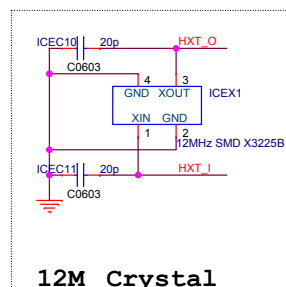 ICEC10 20p HXT_O
C0603
4 3
GND XOUT ICEX1
XIN GND
1 2
12MHz SMD X3225B
ICEC11 20p HXT_I
C0603
12M Crystal